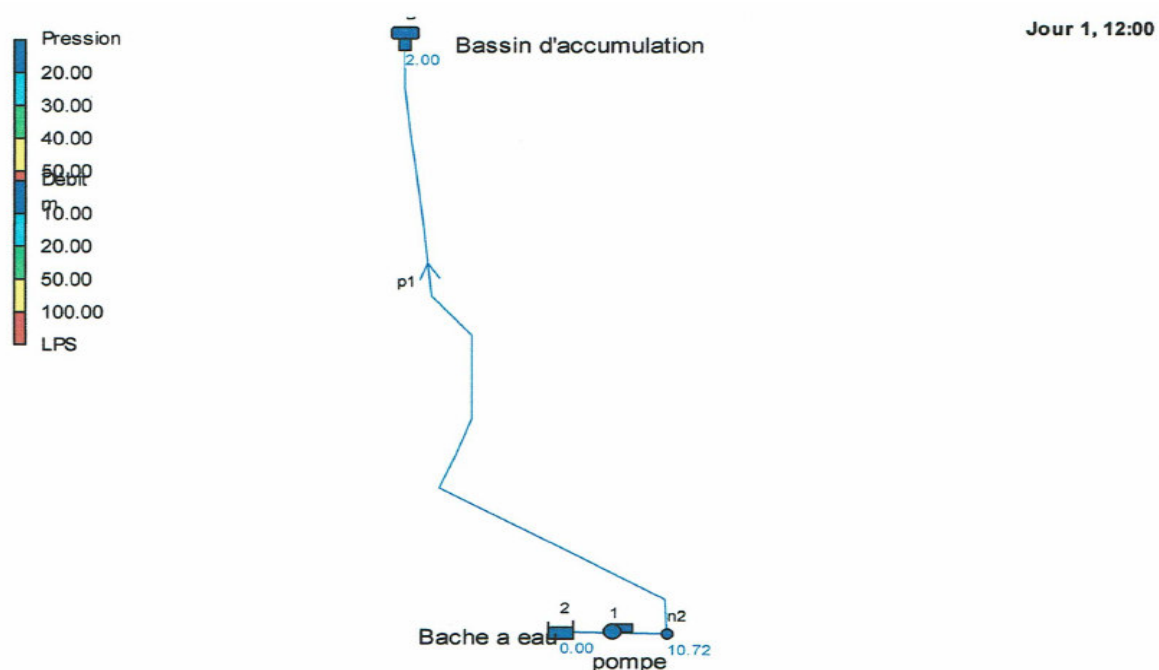 Jour 1, 12:00
Pression
20.00
30.00
40.00
50.00
m
Débit
10.00
20.00
50.00
100.00
LPS
Bassin d'accumulation
2.00
p1
2
1
n2
Bache a eau
0.00
10.72
pompe